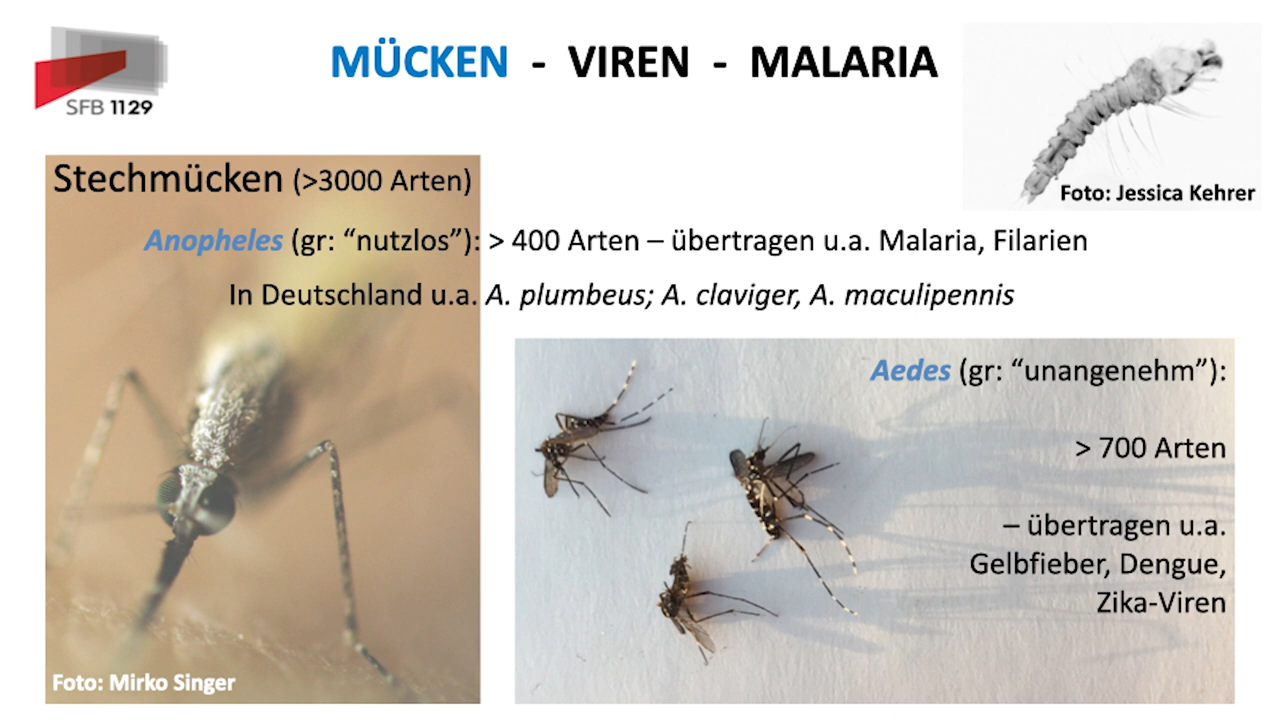 SFB 1129
MÜCKEN - VIREN - MALARIA
Foto: Jessica Kehrer
Stechmücken (>3000 Arten)
Anopheles (gr: “nutzlos”): > 400 Arten – übertragen u.a. Malaria, Filarien
In Deutschland u.a. A. plumbeus; A. claviger, A. maculipennis
Aedes (gr: “unangenehm”):
> 700 Arten
– übertragen u.a.
Gelbfieber, Dengue,
Zika-Viren
Foto: Mirko Singer